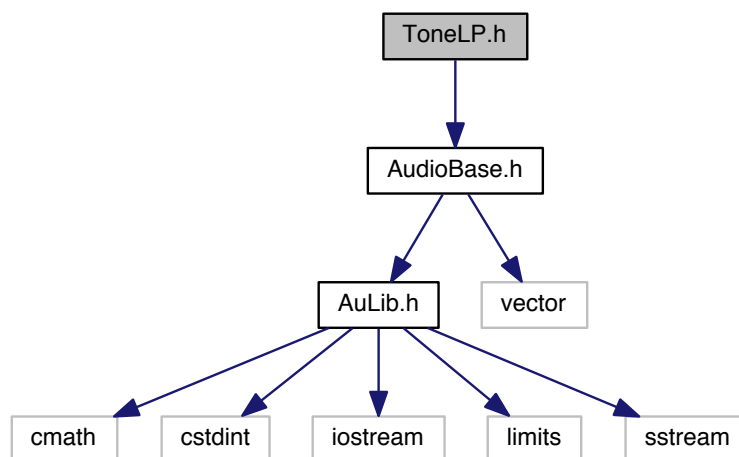 ToneLP.h
AudioBase.h
AuLib.h
vector
cmath
cstdint
iostream
limits
sstream